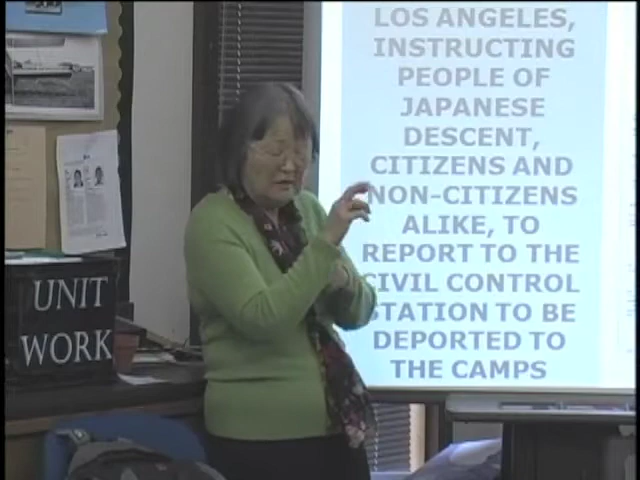 LOS ANGELES,
INSTRUCTING
PEOPLE OF
JAPANESE
DESCENT,
CITIZENS AND
NON-CITIZENS
ALIKE, TO
REPORT TO THE
CIVIL CONTROL
STATION TO BE
DEPORTED TO
THE CAMPS
UNIT
WORK